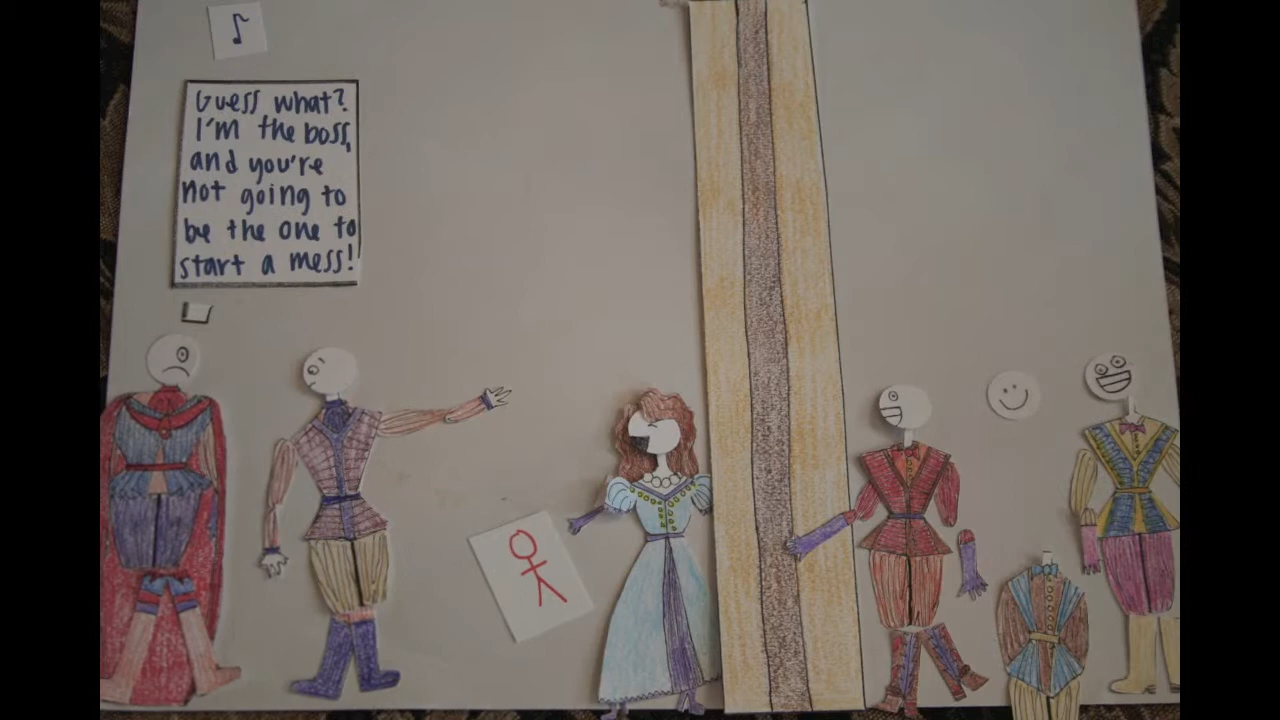 Guess what?
I'm the boss,
and you're
not going to
be the one to
start a mess!